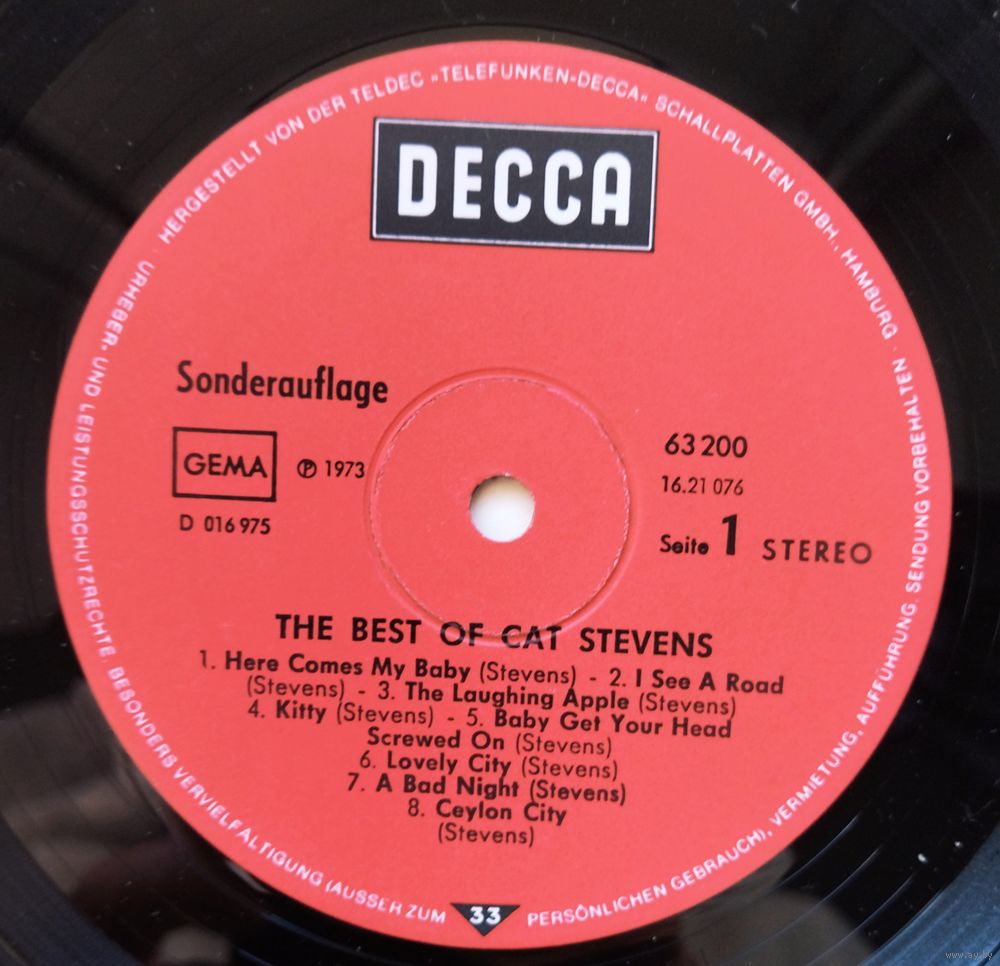 HERGESTELLT VON DER TELDEC »TELEFUNKEN-DECCA« SCHALLPLATTEN GMBH., HAMBURG · URHEBER- UND LEISTUNGSSCHUTZRECHTE, BESONDERS VERVIELFÄLTIGUNG (AUSSER ZUM PERSÖNLICHEN GEBRAUCH), VERMIETUNG, AUFFÜHRUNG, SENDUNG VORBEHALTEN ·
DECCA
Sonderauflage
GEMA
℗ 1973
D 016 975
63 200
16.21 076
Seite 1 STEREO
THE BEST OF CAT STEVENS
1. Here Comes My Baby (Stevens) - 2. I See A Road
(Stevens) - 3. The Laughing Apple (Stevens)
4. Kitty (Stevens) - 5. Baby Get Your Head
Screwed On (Stevens)
6. Lovely City (Stevens)
7. A Bad Night (Stevens)
8. Ceylon City
(Stevens)
33
www.ay.by